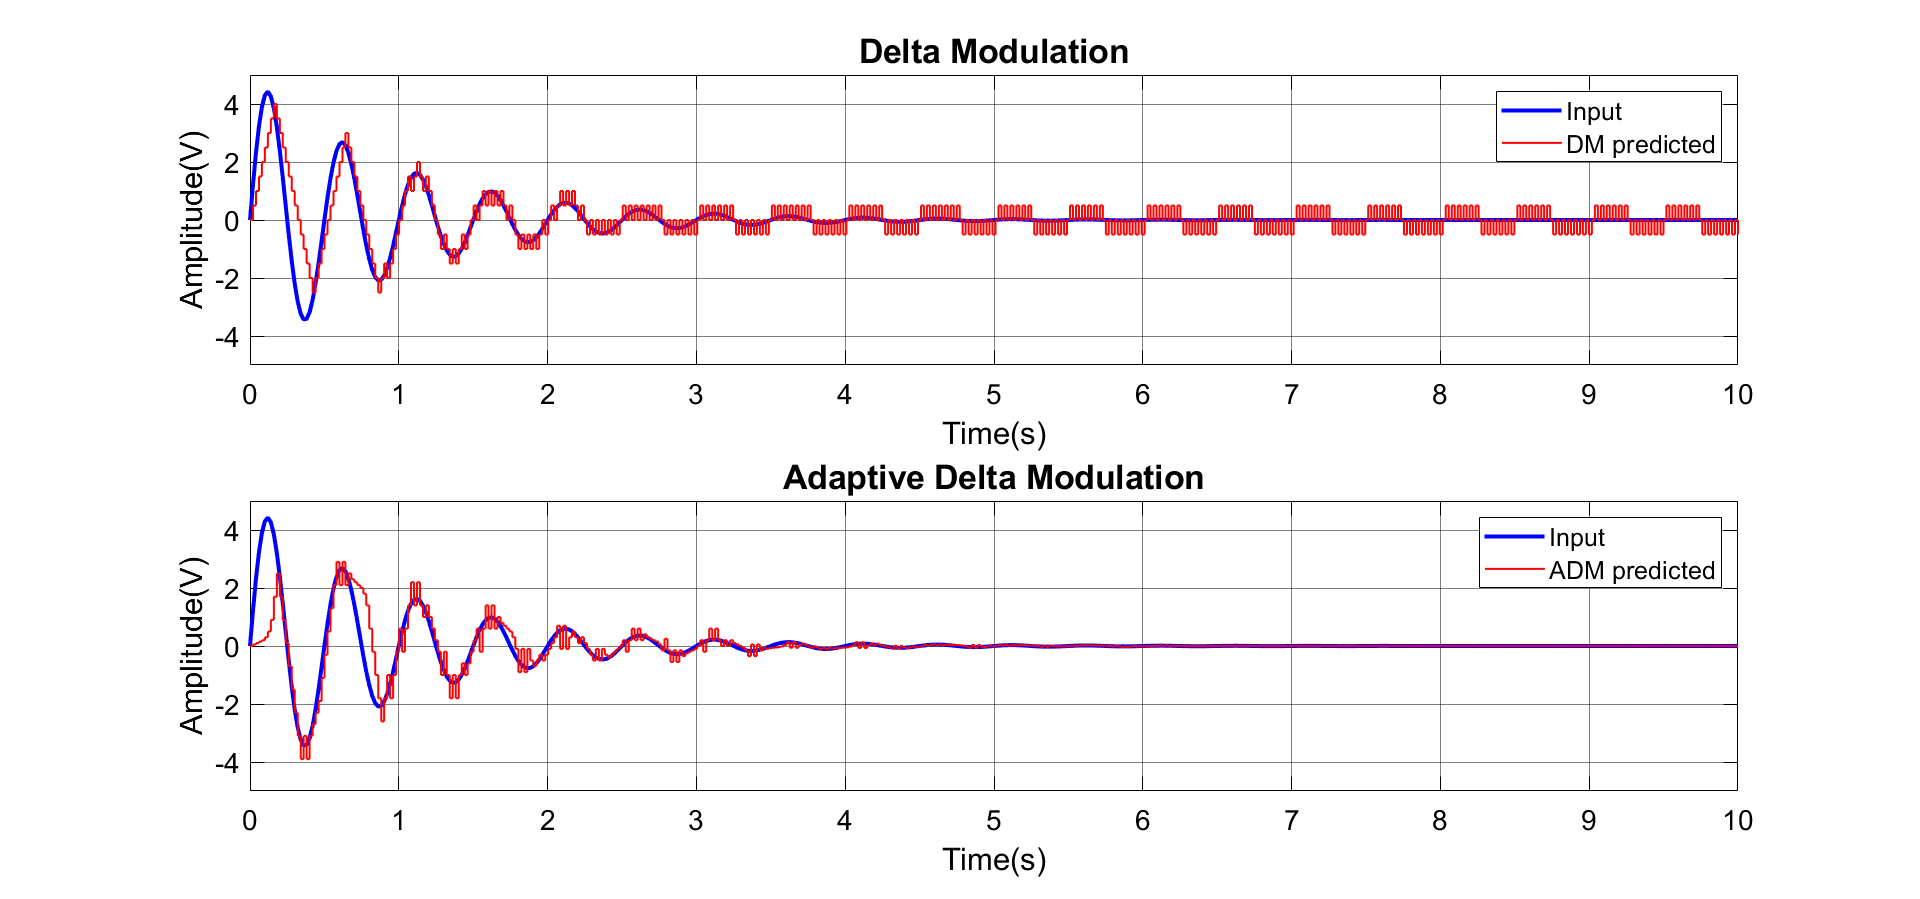 Delta Modulation
Amplitude(V)
4
2
0
-2
-4
Input
DM predicted
0 1 2 3 4 5 6 7 8 9 10
Time(s)
Adaptive Delta Modulation
Amplitude(V)
4
2
0
-2
-4
Input
ADM predicted
0 1 2 3 4 5 6 7 8 9 10
Time(s)